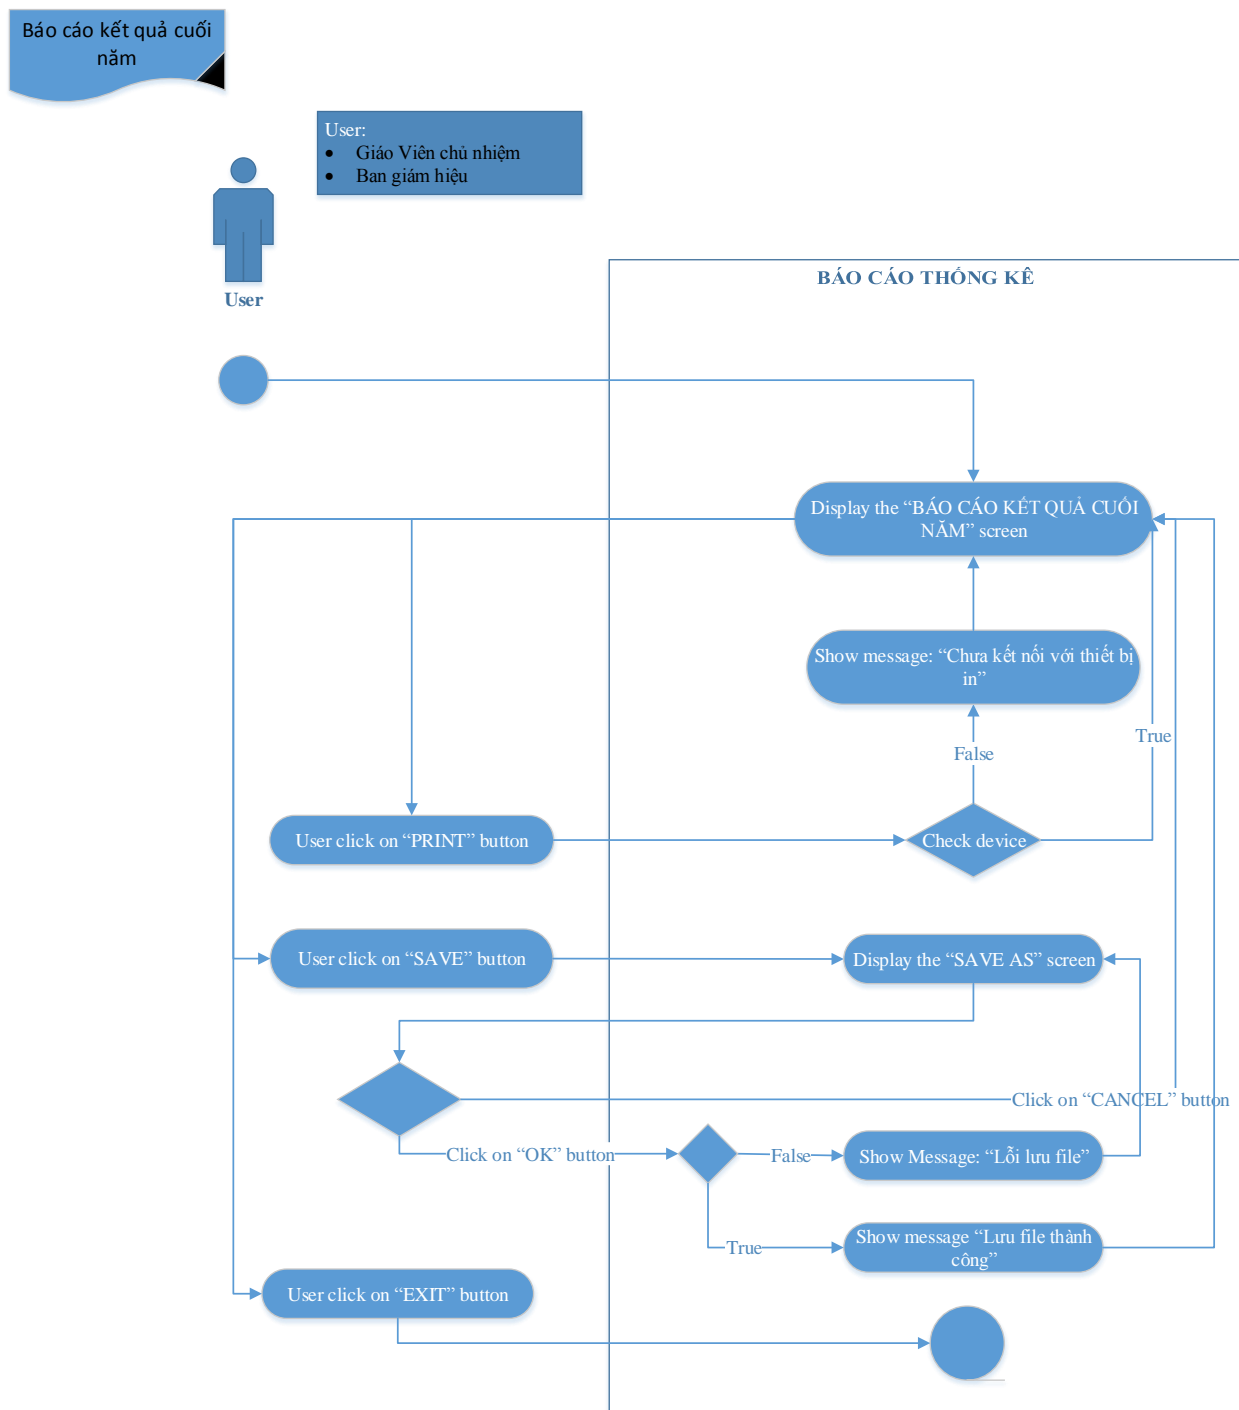 Báo cáo kết quả cuối
năm
User:
• Giáo Viên chủ nhiệm
• Ban giám hiệu
User
BÁO CÁO THỐNG KÊ
Display the “BÁO CÁO KẾT QUẢ CUỐI
NĂM” screen
Show message: “Chưa kết nối với thiết bị
in”
True
False
User click on “PRINT” button
Check device
User click on “SAVE” button
Display the “SAVE AS” screen
Click on “CANCEL” button
Click on “OK” button
False
Show Message: “Lỗi lưu file”
True
Show message “Lưu file thành
công”
User click on “EXIT” button